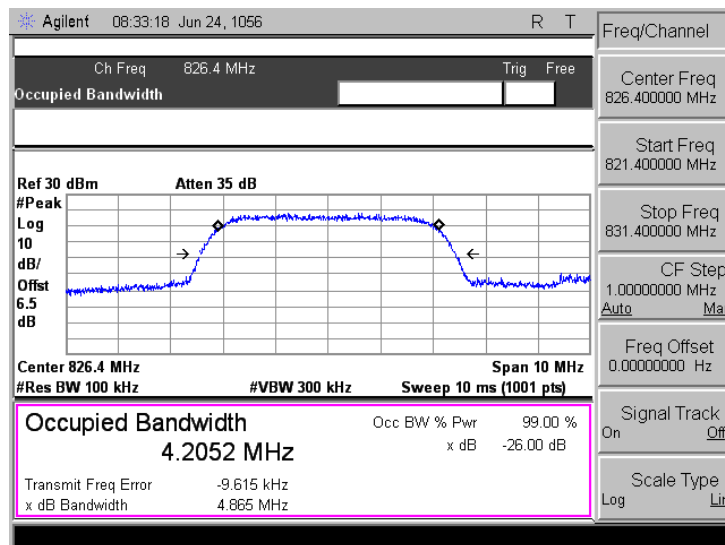 Agilent 08:33:18 Jun 24, 1056 R T
Freq/Channel
Ch Freq 826.4 MHz Trig Free
Occupied Bandwidth
Center Freq
826.400000 MHz
Start Freq
821.400000 MHz
Stop Freq
831.400000 MHz
CF Step
1.00000000 MHz
Auto Ma
Freq Offset
0.00000000 Hz
Signal Track
On Off
Scale Type
Log Lin
Ref 30 dBm Atten 35 dB
#Peak
Log
10
dB/
Offst
6.5
dB
Center 826.4 MHz Span 10 MHz
#Res BW 100 kHz #VBW 300 kHz Sweep 10 ms (1001 pts)
Occupied Bandwidth Occ BW % Pwr 99.00 %
4.2052 MHz x dB -26.00 dB
Transmit Freq Error -9.615 kHz
x dB Bandwidth 4.865 MHz